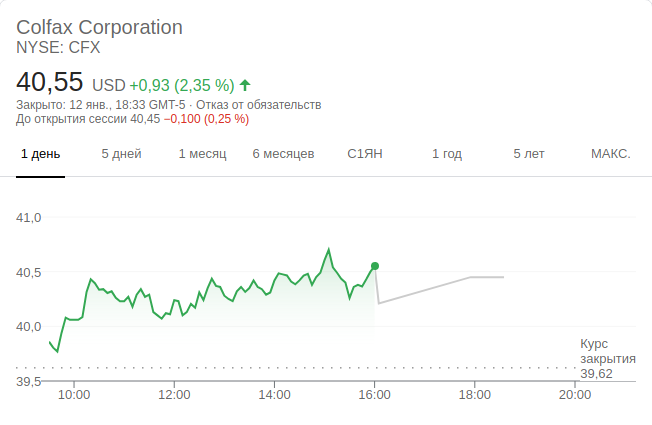 Colfax Corporation
NYSE: CFX
40,55 USD +0,93 (2,35 %)
Закрыто: 12 янв., 18:33 GMT-5 · Отказ от обязательств
До открытия сессии 40,45 −0,100 (0,25 %)
1 день 5 дней 1 месяц 6 месяцев С1ЯН 1 год 5 лет МАКС.
41,0
40,5
40,0
Курс
закрытия
39,62
39,5
10:00 12:00 14:00 16:00 18:00 20:00